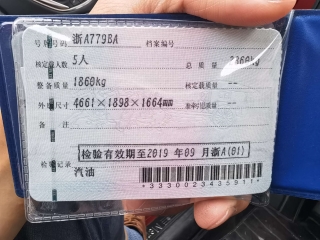 号牌号码 浙A779BA 档案编号
核定载人数 5人 总质量 2360kg
整备质量 1860kg 核定载质量 --
外廓尺寸 4661×1898×1664mm 准牵引总质量 --
备注
检验有效期至2019 年09 月浙A(01)
检验记录
汽油
*3330023435911*